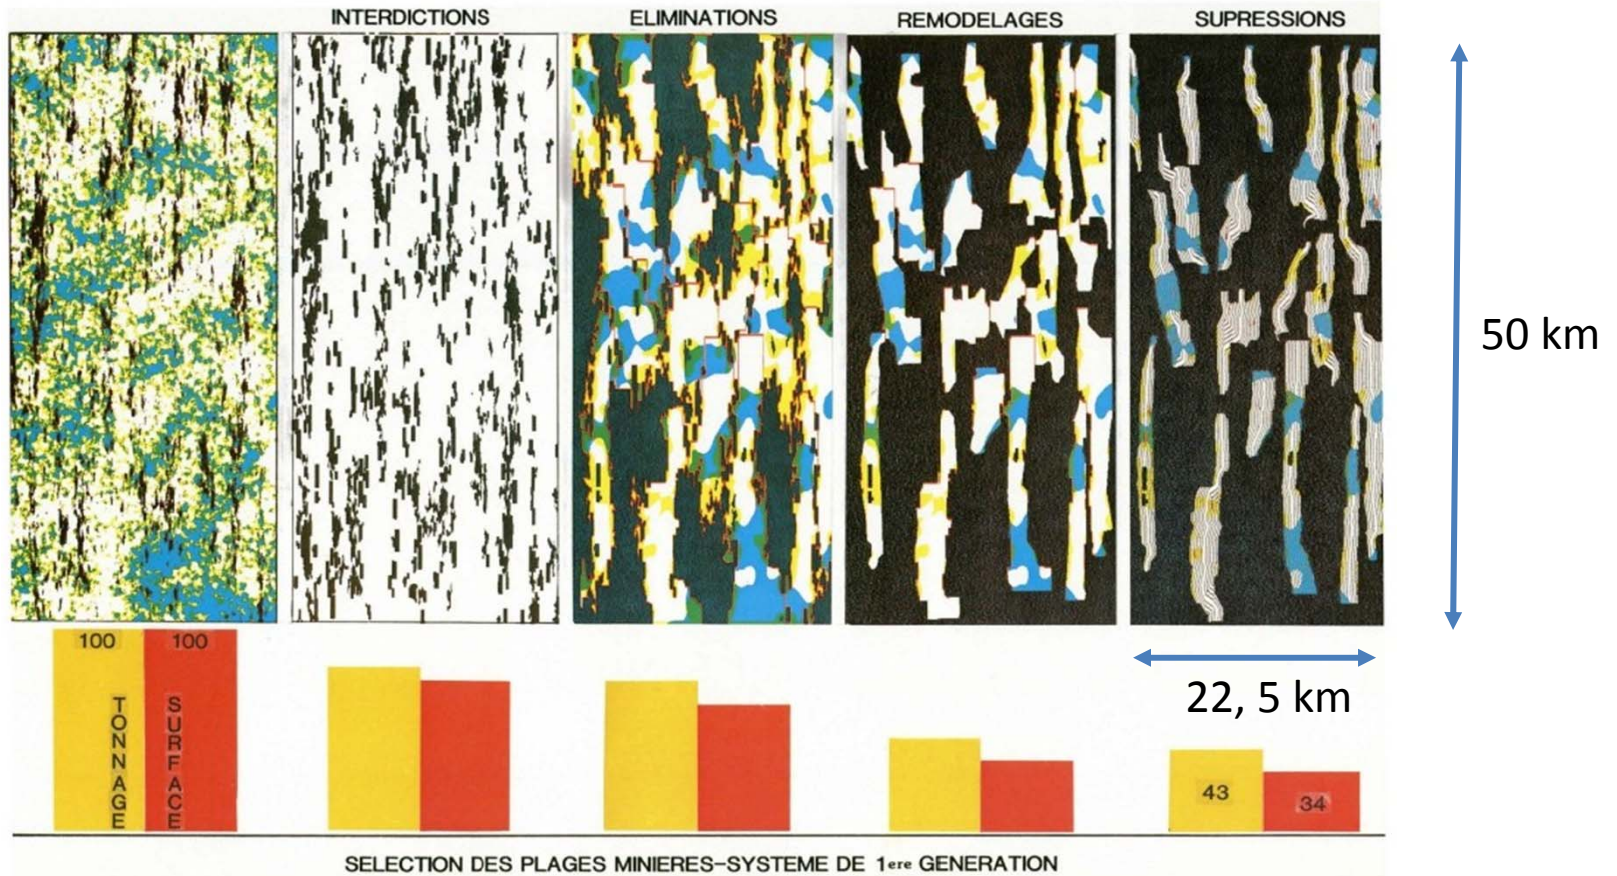 INTERDICTIONS
ELIMINATIONS
REMODELAGES
SUPRESSIONS
50 km
22, 5 km
100
100
TONNAGE
SURFACE
43
34
SELECTION DES PLAGES MINIERES-SYSTEME DE 1ere GENERATION